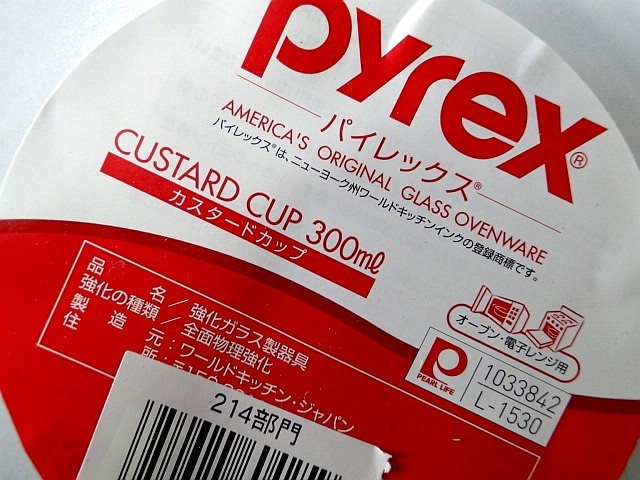 pyrex®
パイレックス®
AMERICA'S ORIGINAL GLASS OVENWARE
パイレックス®は、ニューヨーク州ワールドキッチンインクの登録商標です。
CUSTARD CUP 300ml
カスタードカップ
オーブン・電子レンジ用
品 名／強化ガラス製器具
強化の種類／全面物理強化
製 造 元：ワールドキッチン・ジャパン
住 所：〒150
P
PEARL LIFE
1033842
L-1530
214部門